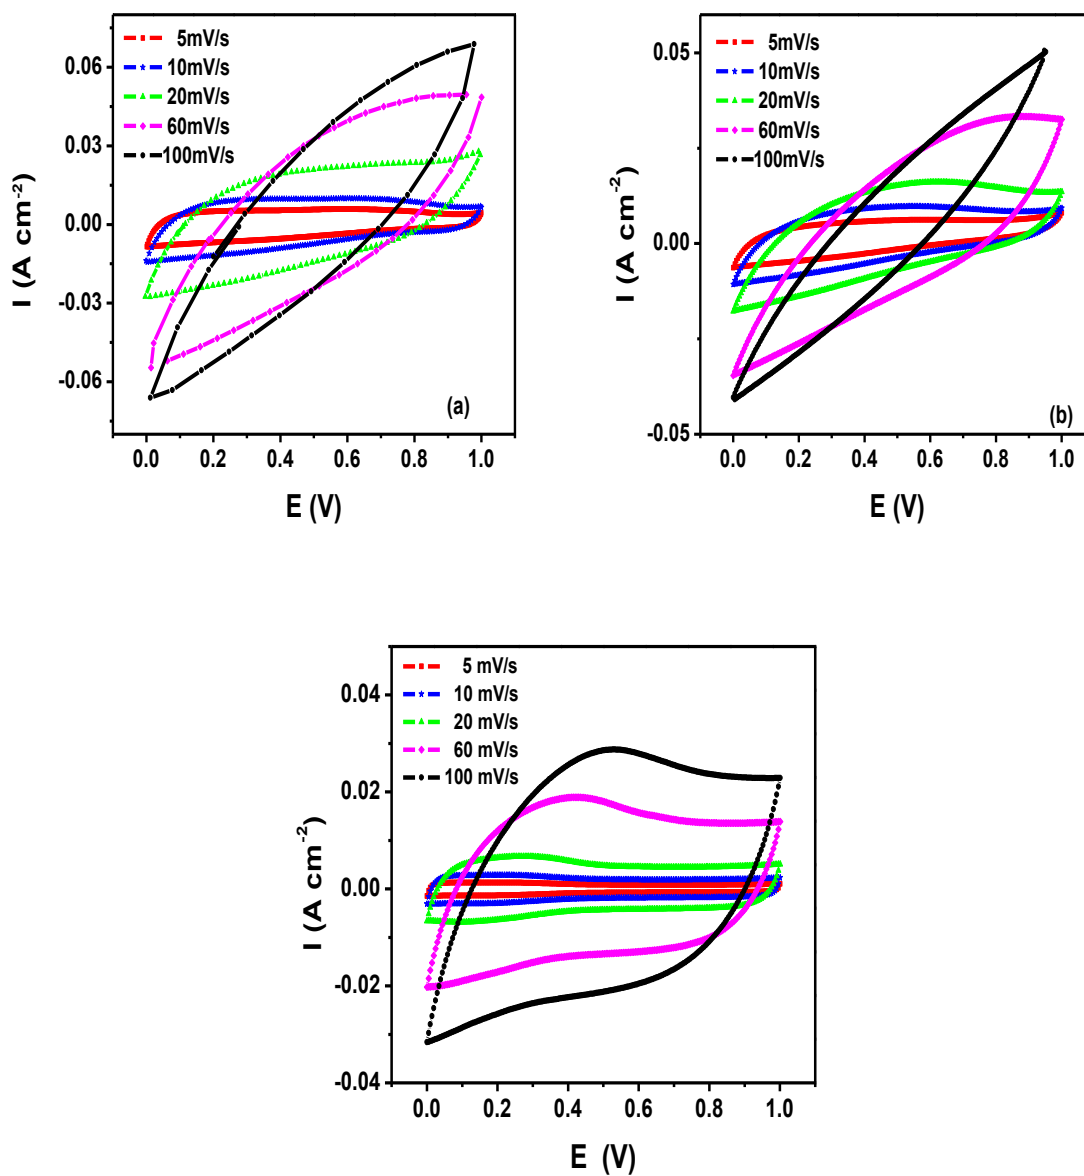 5mV/s
10mV/s
20mV/s
60mV/s
100mV/s
0.06
0.03
0.00
-0.03
-0.06
I (A cm-2)
(a)
0.0 0.2 0.4 0.6 0.8 1.0
E (V)
5mV/s
10mV/s
20mV/s
60mV/s
100mV/s
0.05
0.00
-0.05
I (A cm-2)
(b)
0.0 0.2 0.4 0.6 0.8 1.0
E (V)
5 mV/s
10 mV/s
20 mV/s
60 mV/s
100 mV/s
0.04
0.02
0.00
-0.02
-0.04
I (A cm-2)
0.0 0.2 0.4 0.6 0.8 1.0
E (V)